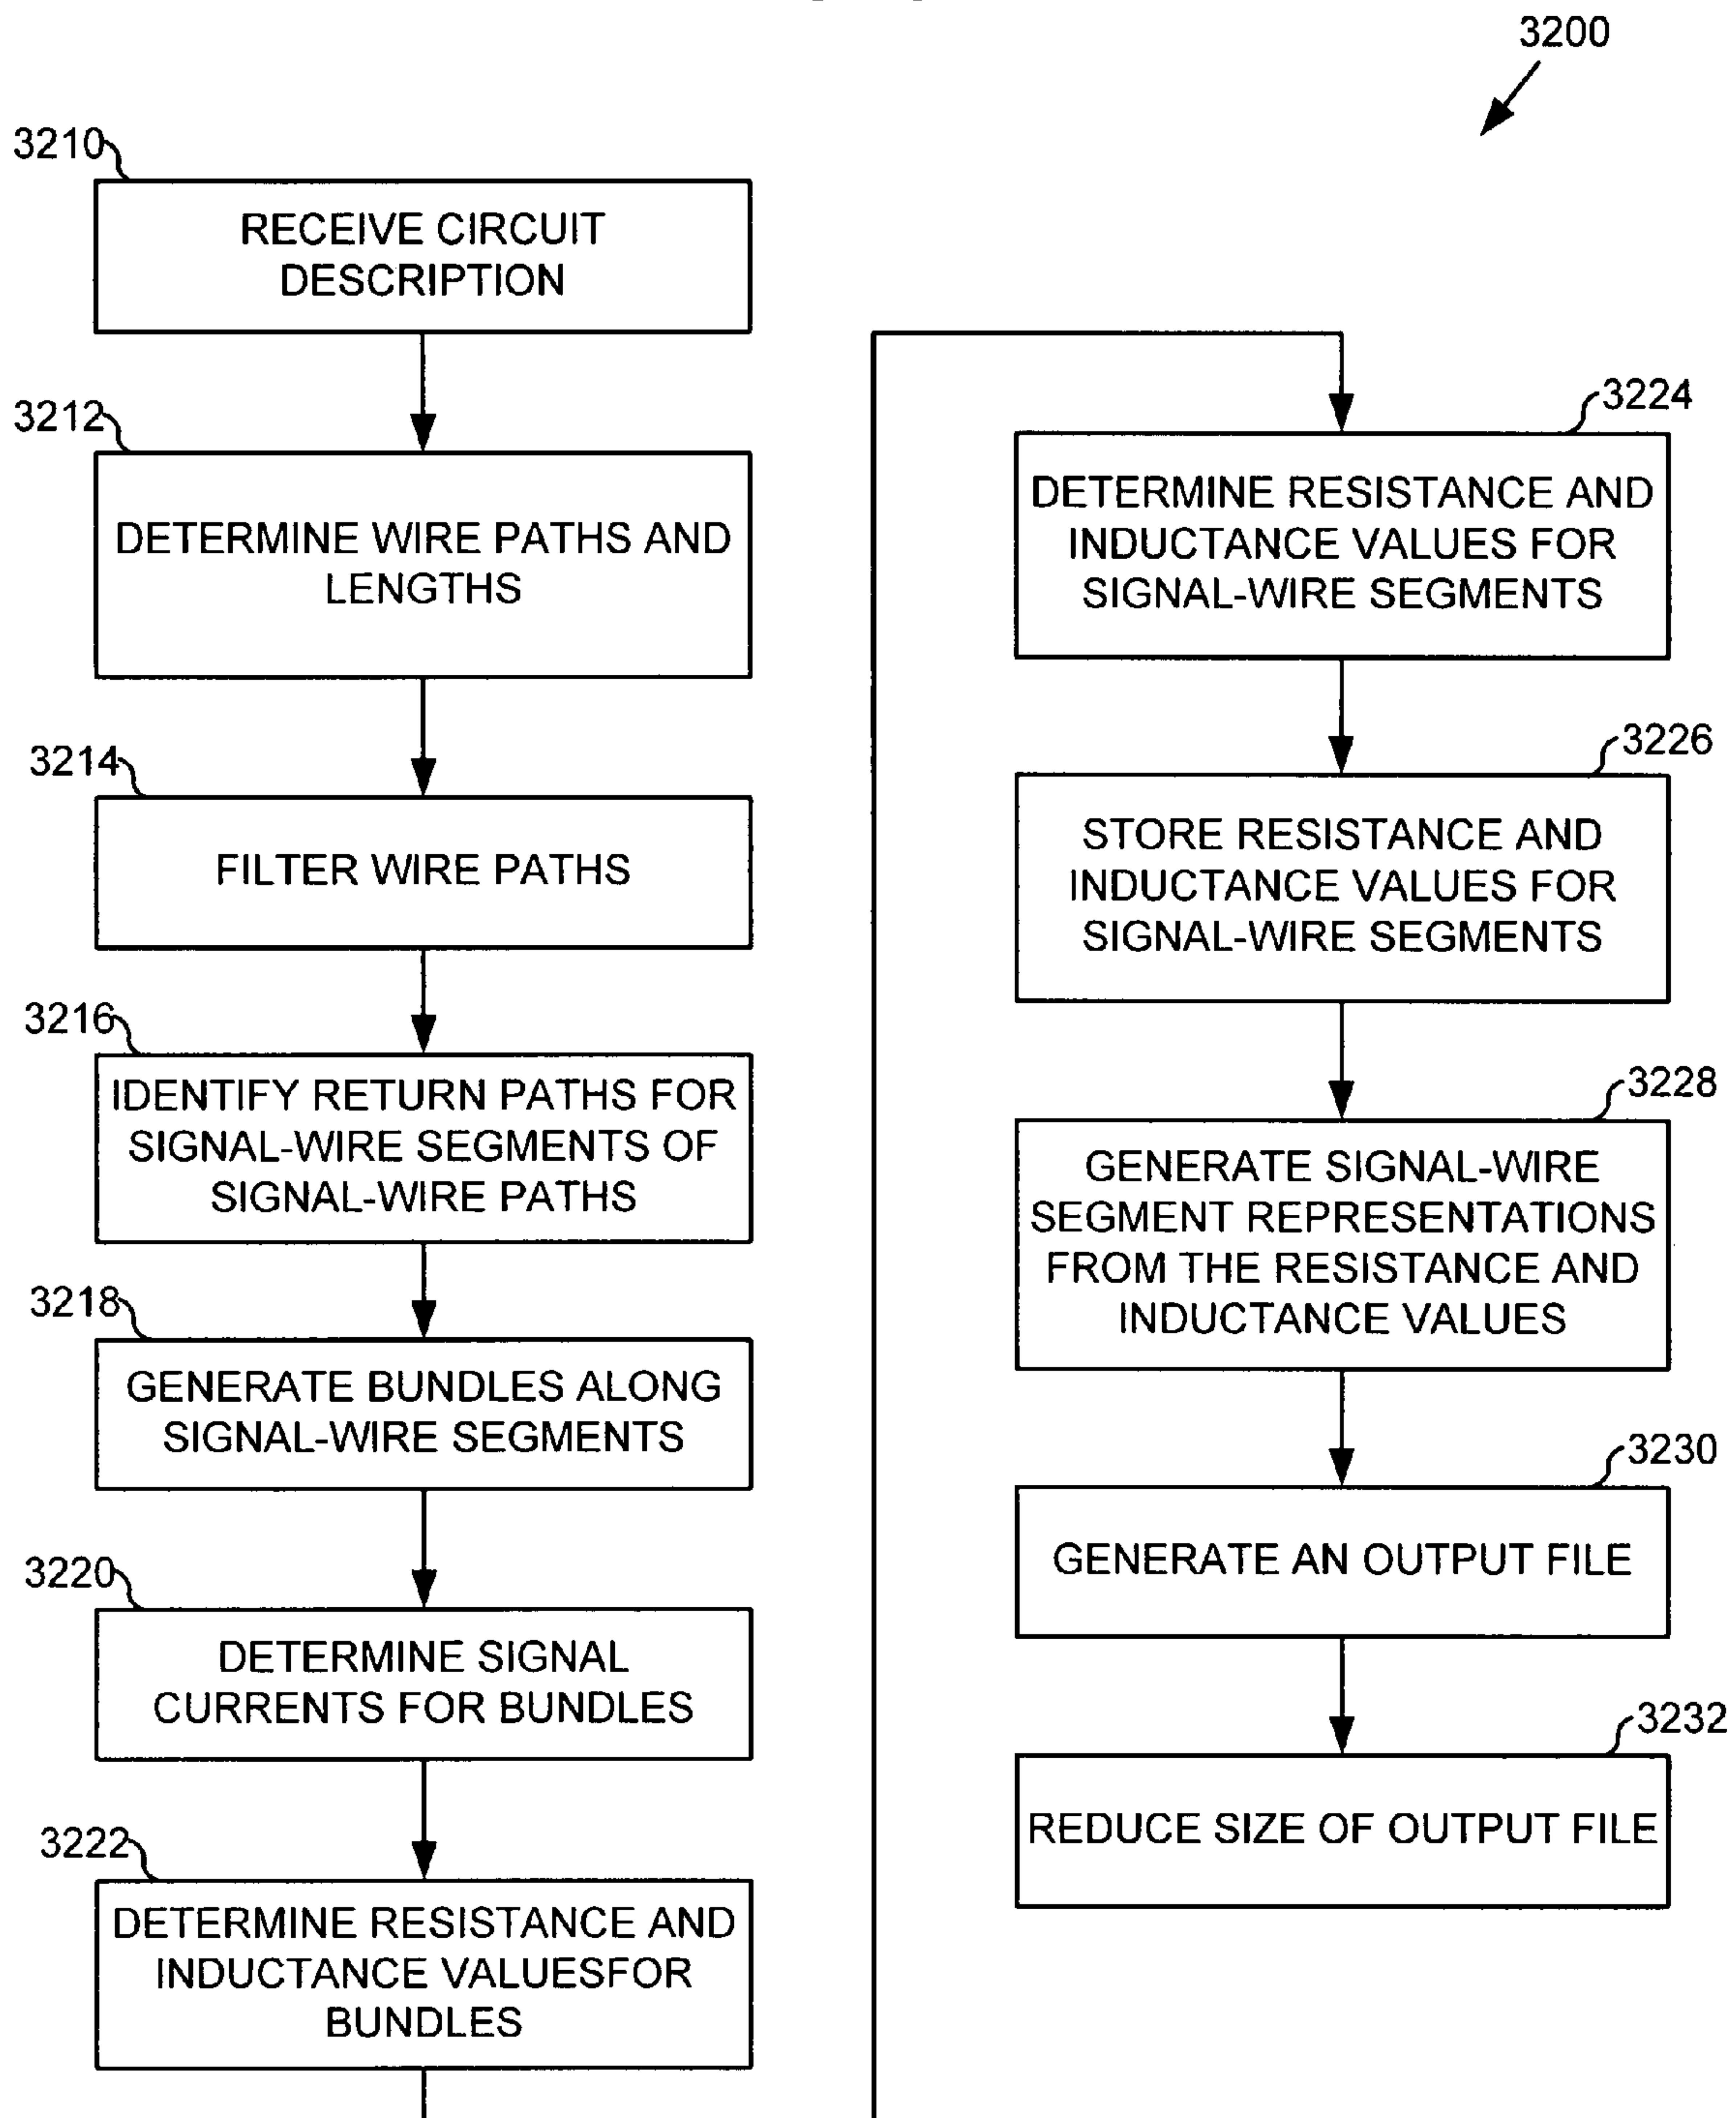 3200
3210
RECEIVE CIRCUIT
DESCRIPTION
3212
DETERMINE WIRE PATHS AND
LENGTHS
3214
FILTER WIRE PATHS
3216
IDENTIFY RETURN PATHS FOR
SIGNAL-WIRE SEGMENTS OF
SIGNAL-WIRE PATHS
3218
GENERATE BUNDLES ALONG
SIGNAL-WIRE SEGMENTS
3220
DETERMINE SIGNAL
CURRENTS FOR BUNDLES
3222
DETERMINE RESISTANCE AND
INDUCTANCE VALUESFOR
BUNDLES
3224
DETERMINE RESISTANCE AND
INDUCTANCE VALUES FOR
SIGNAL-WIRE SEGMENTS
3226
STORE RESISTANCE AND
INDUCTANCE VALUES FOR
SIGNAL-WIRE SEGMENTS
3228
GENERATE SIGNAL-WIRE
SEGMENT REPRESENTATIONS
FROM THE RESISTANCE AND
INDUCTANCE VALUES
3230
GENERATE AN OUTPUT FILE
3232
REDUCE SIZE OF OUTPUT FILE